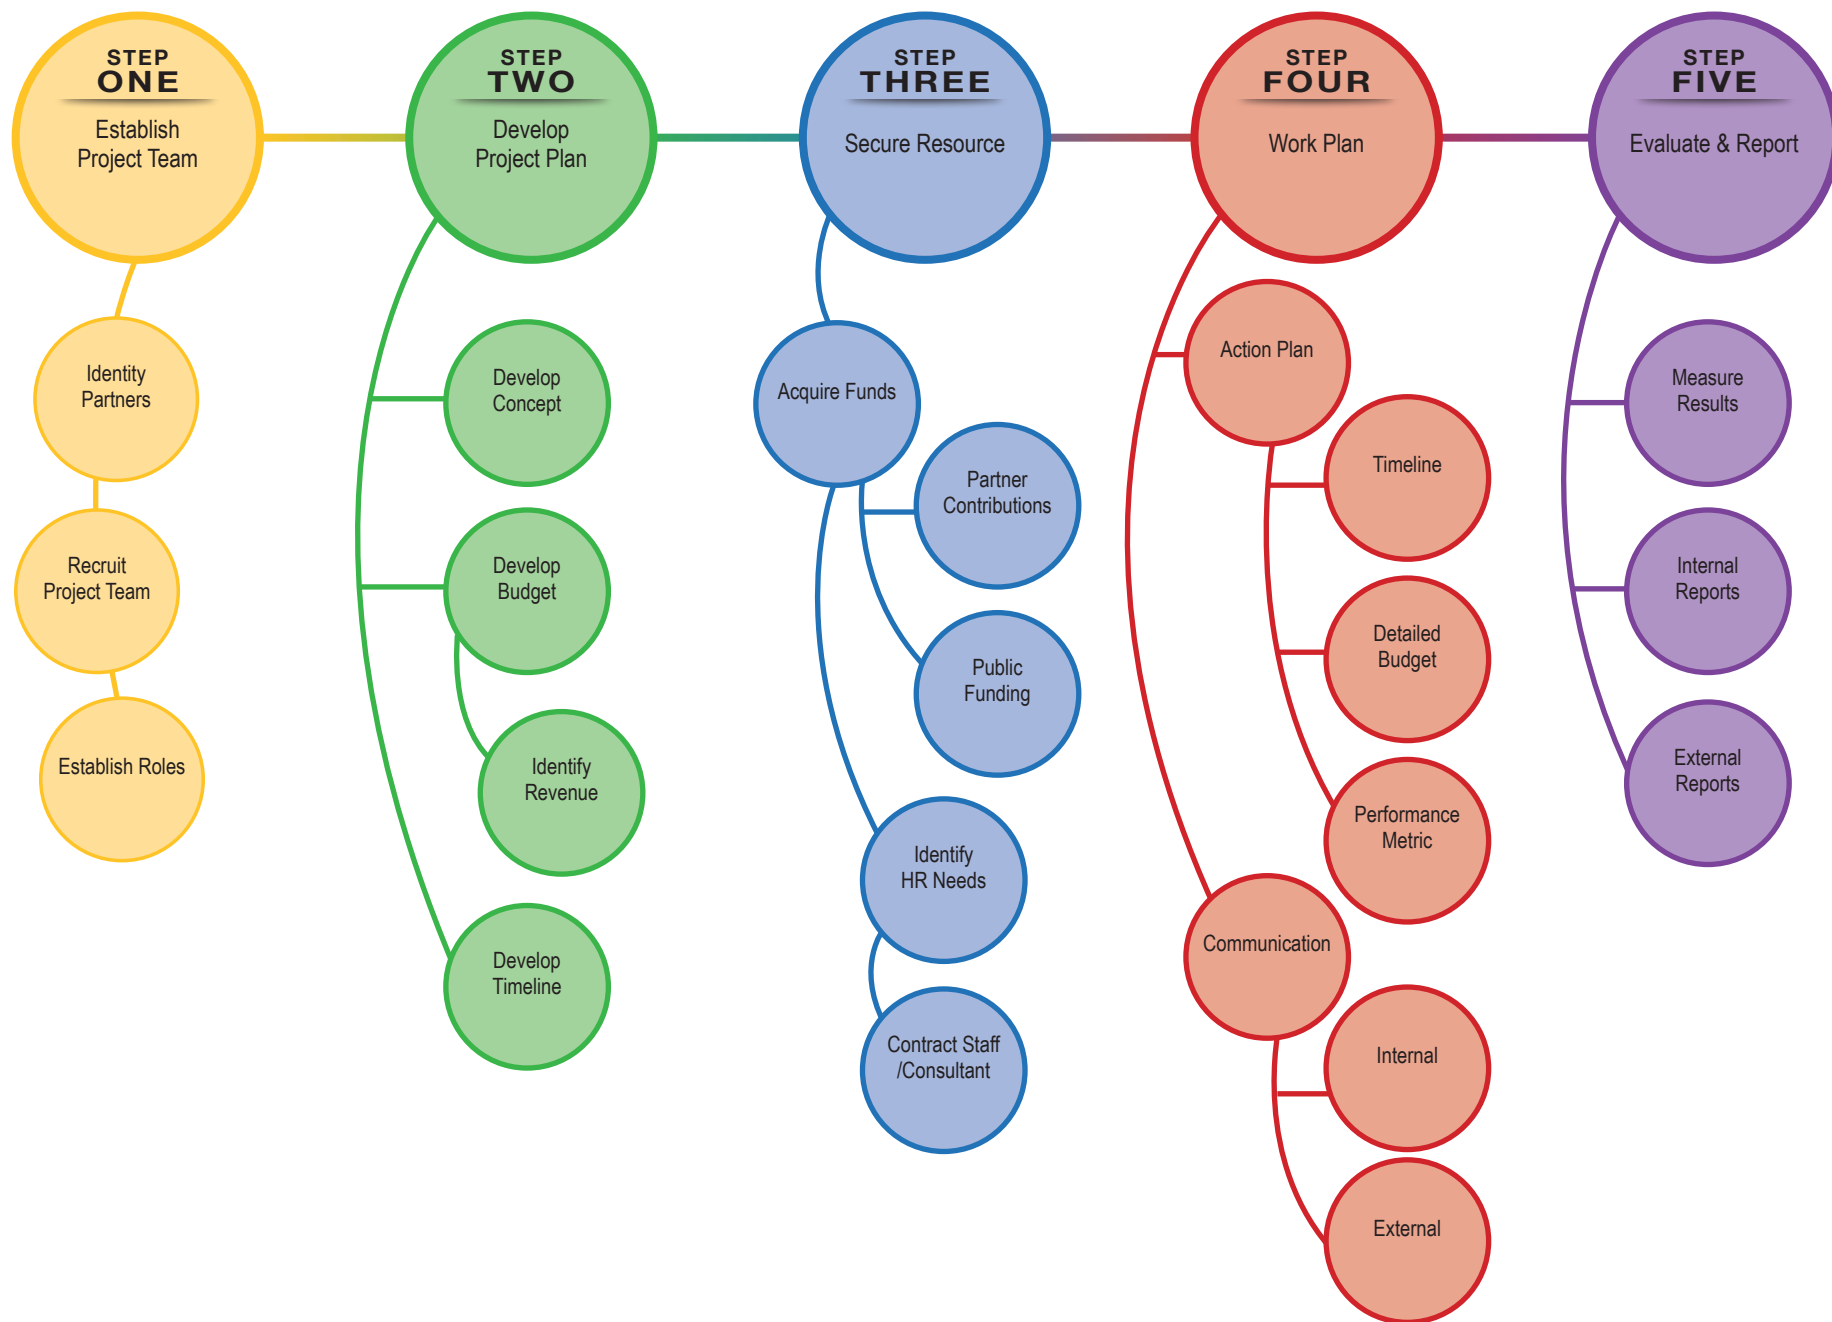 STEP
ONE
Establish
Project Team
Identity
Partners
Recruit
Project Team
Establish Roles
STEP
TWO
Develop
Project Plan
Develop
Concept
Develop
Budget
Identify
Revenue
Develop
Timeline
STEP
THREE
Secure Resource
Acquire Funds
Partner
Contributions
Public
Funding
Identify
HR Needs
Contract Staff
/Consultant
STEP
FOUR
Work Plan
Action Plan
Timeline
Detailed
Budget
Performance
Metric
Communication
Internal
External
STEP
FIVE
Evaluate & Report
Measure
Results
Internal
Reports
External
Reports